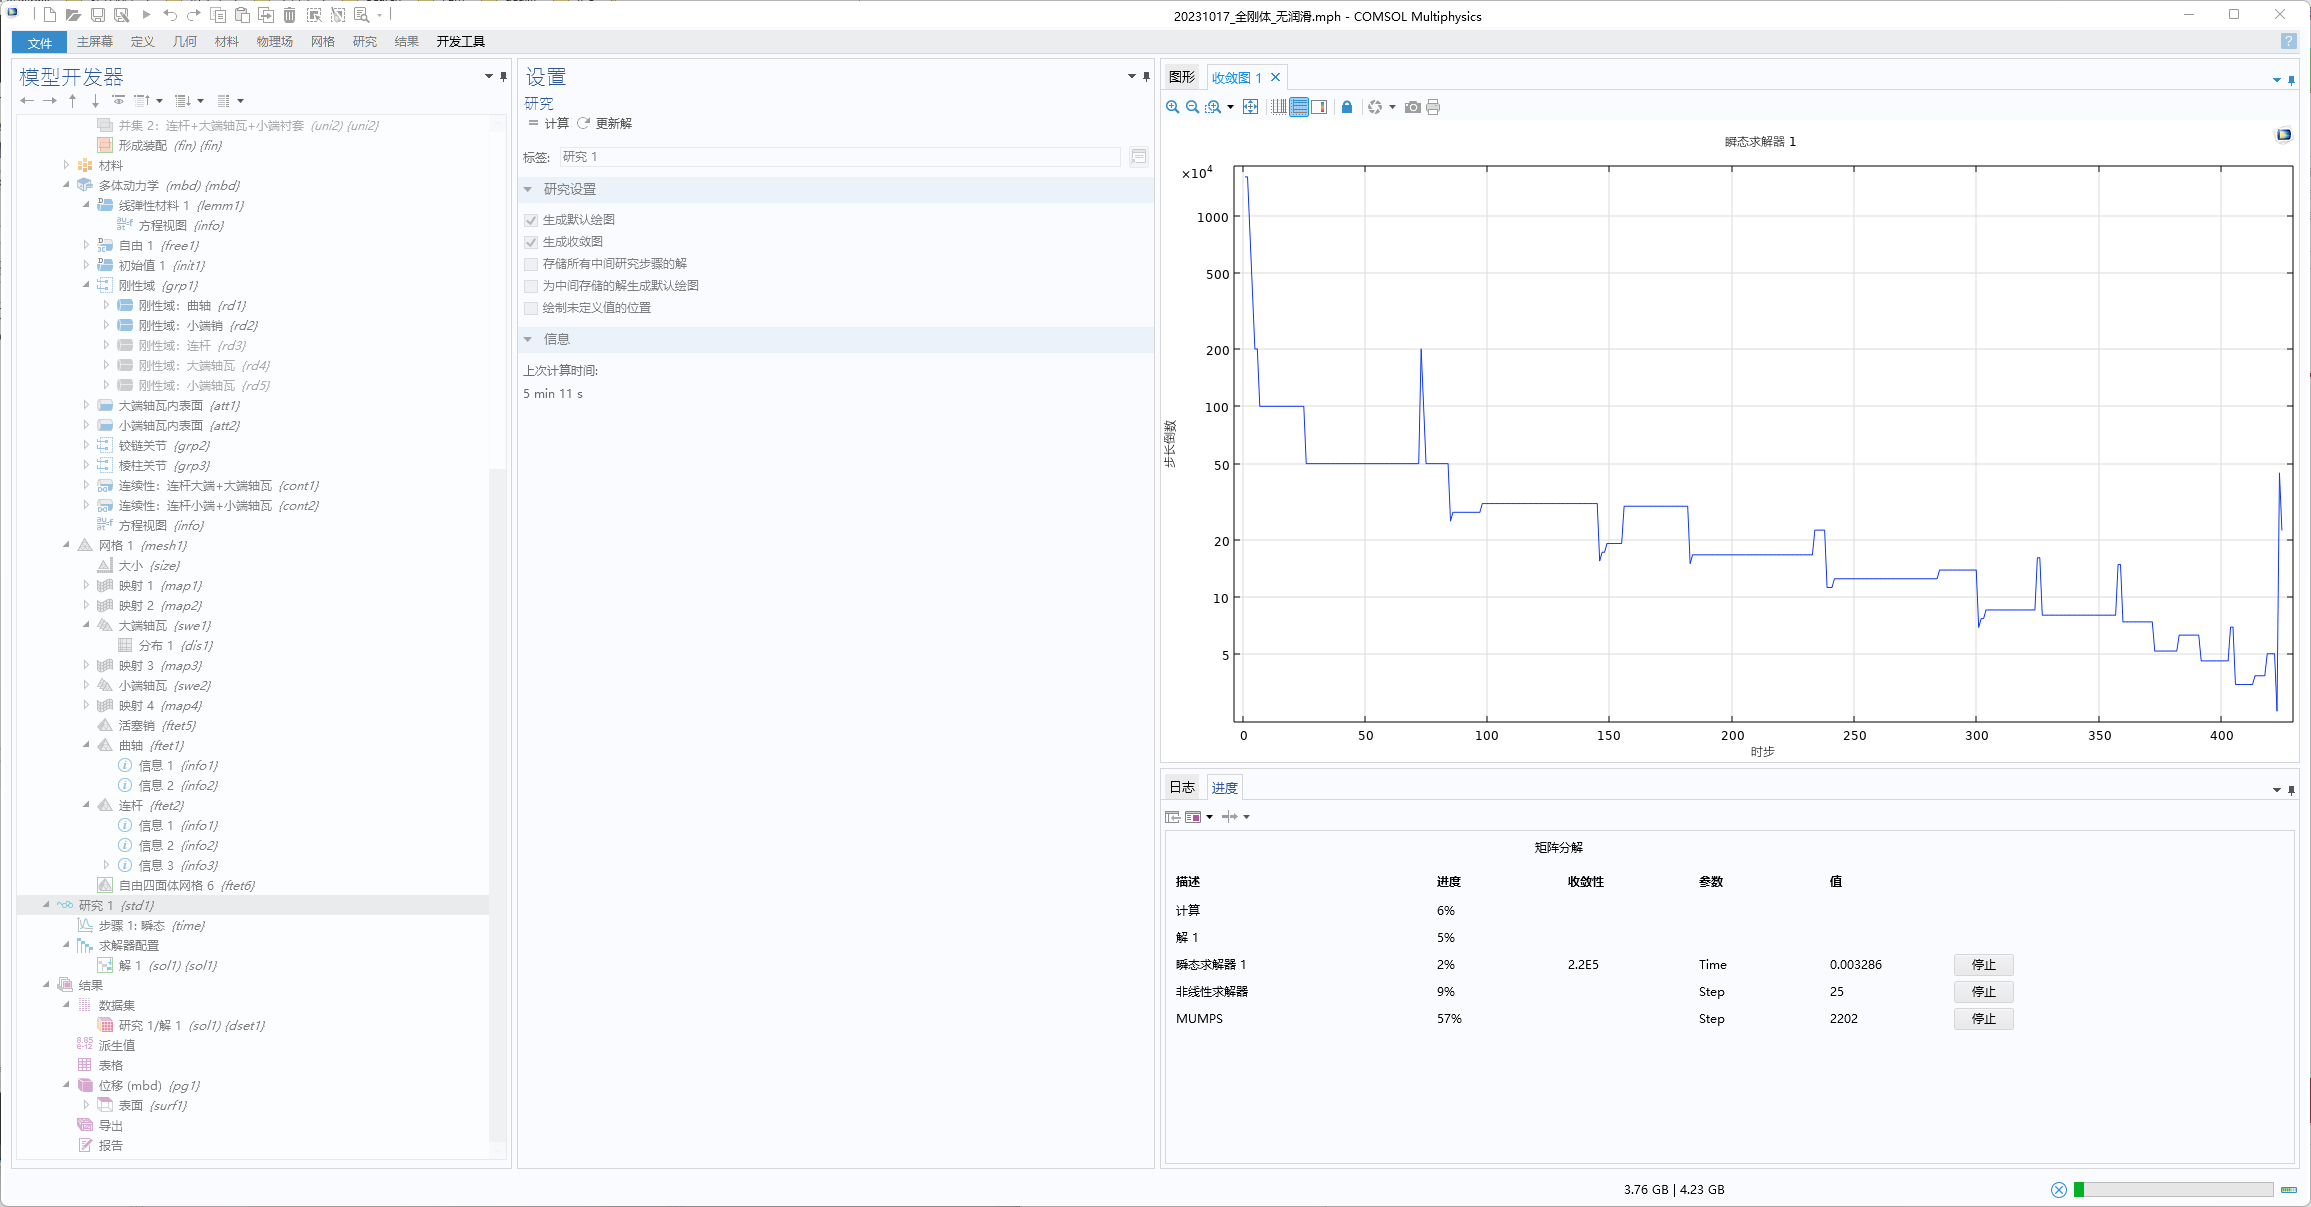 20231017_全刚体_无润滑.mph - COMSOL Multiphysics
文件 主屏幕 定义 几何 材料 物理场 网格 研究 结果 开发工具
模型开发器
并集 2: 连杆+大端轴瓦+小端衬套 (uni2) {uni2}
形成装配 (fin) {fin}
材料
多体动力学 (mbd) {mbd}
线弹性材料 1 {lemm1}
方程视图 {info}
自由 1 {free1}
初始值 1 {init1}
刚性域 {grp1}
刚性域: 曲轴 {rd1}
刚性域: 小端销 {rd2}
刚性域: 连杆 {rd3}
刚性域: 大端轴瓦 {rd4}
刚性域: 小端轴瓦 {rd5}
大端轴瓦内表面 {att1}
小端轴瓦内表面 {att2}
铰链关节 {grp2}
棱柱关节 {grp3}
连续性: 连杆大端+大端轴瓦 {cont1}
连续性: 连杆小端+小端轴瓦 {cont2}
方程视图 {info}
网格 1 {mesh1}
大小 {size}
映射 1 {map1}
映射 2 {map2}
大端轴瓦 {swe1}
分布 1 {dis1}
映射 3 {map3}
小端轴瓦 {swe2}
映射 4 {map4}
活塞销 {ftet5}
曲轴 {ftet1}
信息 1 {info1}
信息 2 {info2}
连杆 {ftet2}
信息 1 {info1}
信息 2 {info2}
信息 3 {info3}
自由四面体网格 6 {ftet6}
研究 1 {std1}
步骤 1: 瞬态 {time}
求解器配置
解 1 (sol1) {sol1}
结果
数据集
研究 1/解 1 (sol1) {dset1}
8.85
e-12
派生值
表格
位移 (mbd) {pg1}
表面 {surf1}
导出
报告
设置
研究
= 计算 更新解
标签: 研究 1
研究设置
生成默认绘图
生成收敛图
存储所有中间研究步骤的解
为中间存储的解生成默认绘图
绘制未定义值的位置
信息
上次计算时间:
5 min 11 s
图形 收敛图 1
瞬态求解器 1
×10⁴
1000
500
200
100
50
20
10
5
步长倒数
0 50 100 150 200 250 300 350 400
时步
日志 进度
矩阵分解
描述 进度 收敛性 参数 值
计算 6%
解 1 5%
瞬态求解器 1 2% 2.2E5 Time 0.003286 停止
非线性求解器 9% Step 25 停止
MUMPS 57% Step 2202 停止
3.76 GB | 4.23 GB